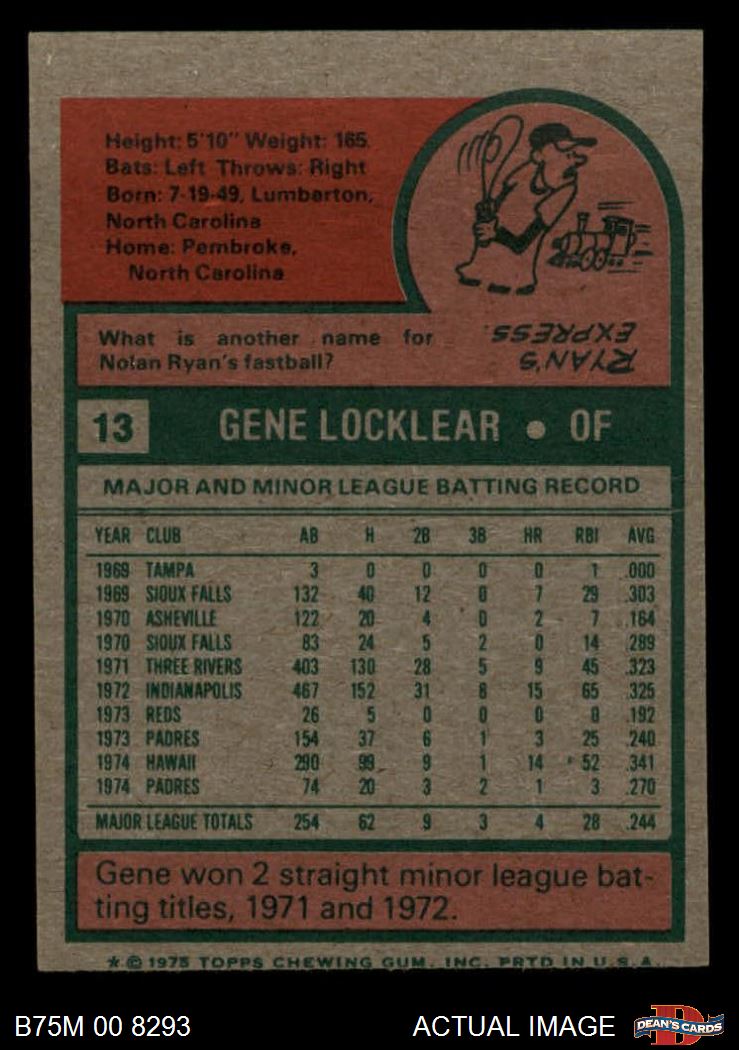 Height: 5'10" Weight: 165.
Bats: Left Throws: Right
Born: 7-19-49, Lumberton,
North Carolina
Home: Pembroke,
North Carolina
What is another name for
Nolan Ryan's fastball?
RYAN'S
EXPRESS.
13 GENE LOCKLEAR • OF
MAJOR AND MINOR LEAGUE BATTING RECORD
YEAR CLUB AB H 2B 3B HR RBI AVG
1969 TAMPA 3 0 0 0 0 1 .000
1969 SIOUX FALLS 132 40 12 0 7 29 .303
1970 ASHEVILLE 122 20 4 0 2 7 .164
1970 SIOUX FALLS 83 24 5 2 0 14 .289
1971 THREE RIVERS 403 130 28 5 9 45 .323
1972 INDIANAPOLIS 467 152 31 8 15 65 .325
1973 REDS 26 5 0 0 0 0 .192
1973 PADRES 154 37 6 1 3 25 .240
1974 HAWAII 290 99 9 1 14 52 .341
1974 PADRES 74 20 3 2 1 3 .270
MAJOR LEAGUE TOTALS 254 62 9 3 4 28 .244
Gene won 2 straight minor league bat-
ting titles, 1971 and 1972.
* © 1975 TOPPS CHEWING GUM, INC. PRTD IN U.S.A.
B75M 00 8293 ACTUAL IMAGE DEAN'S CARDS